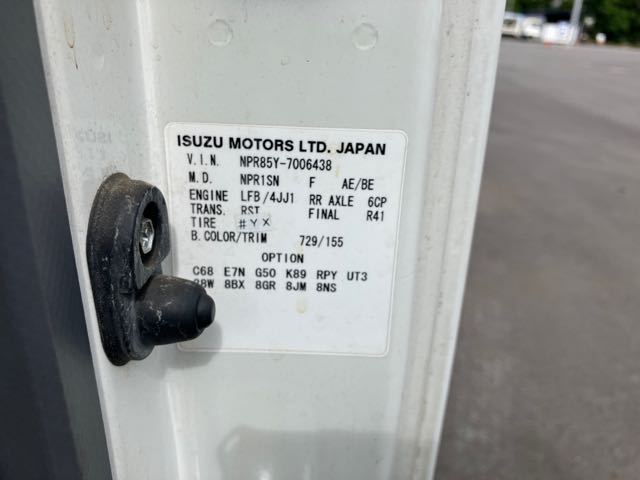 ISUZU MOTORS LTD. JAPAN
V.I.N. NPR85Y-7006438
M.D. NPR1SN F AE/BE
ENGINE LFB/4JJ1 RR AXLE 6CP
TRANS. RST FINAL R41
TIRE #YX
B.COLOR/TRIM 729/155
OPTION
C68 E7N G50 K89 RPY UT3
8BX 8GR 8JM 8NS